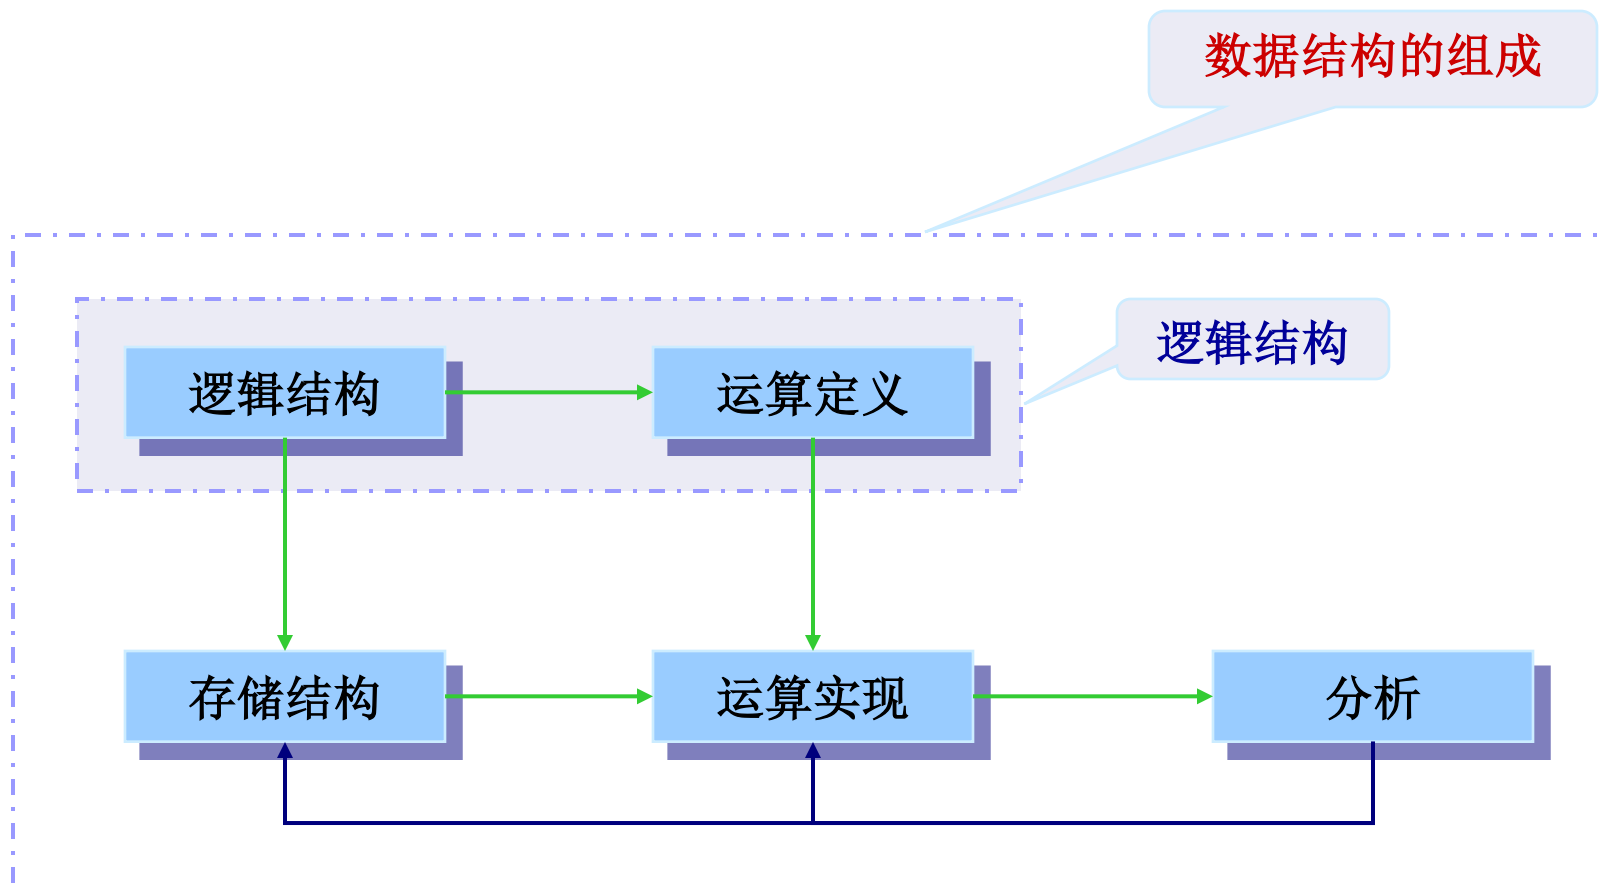 数据结构的组成
逻辑结构
逻辑结构
运算定义
存储结构
运算实现
分析